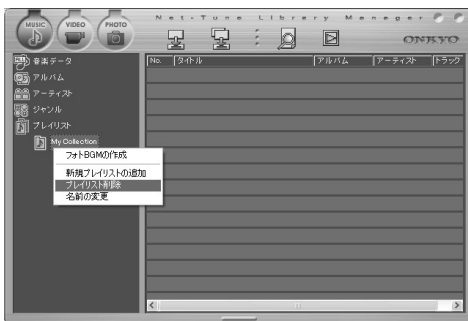 Net-Tune Library Maneger
MUSIC VIDEO PHOTO
ONKYO
音楽データ
アルバム
アーティスト
ジャンル
プレイリスト
My Collection
No. タイトル アルバム アーティスト トラック
フォトBGMの作成
新規プレイリストの追加
プレイリスト削除
名前の変更